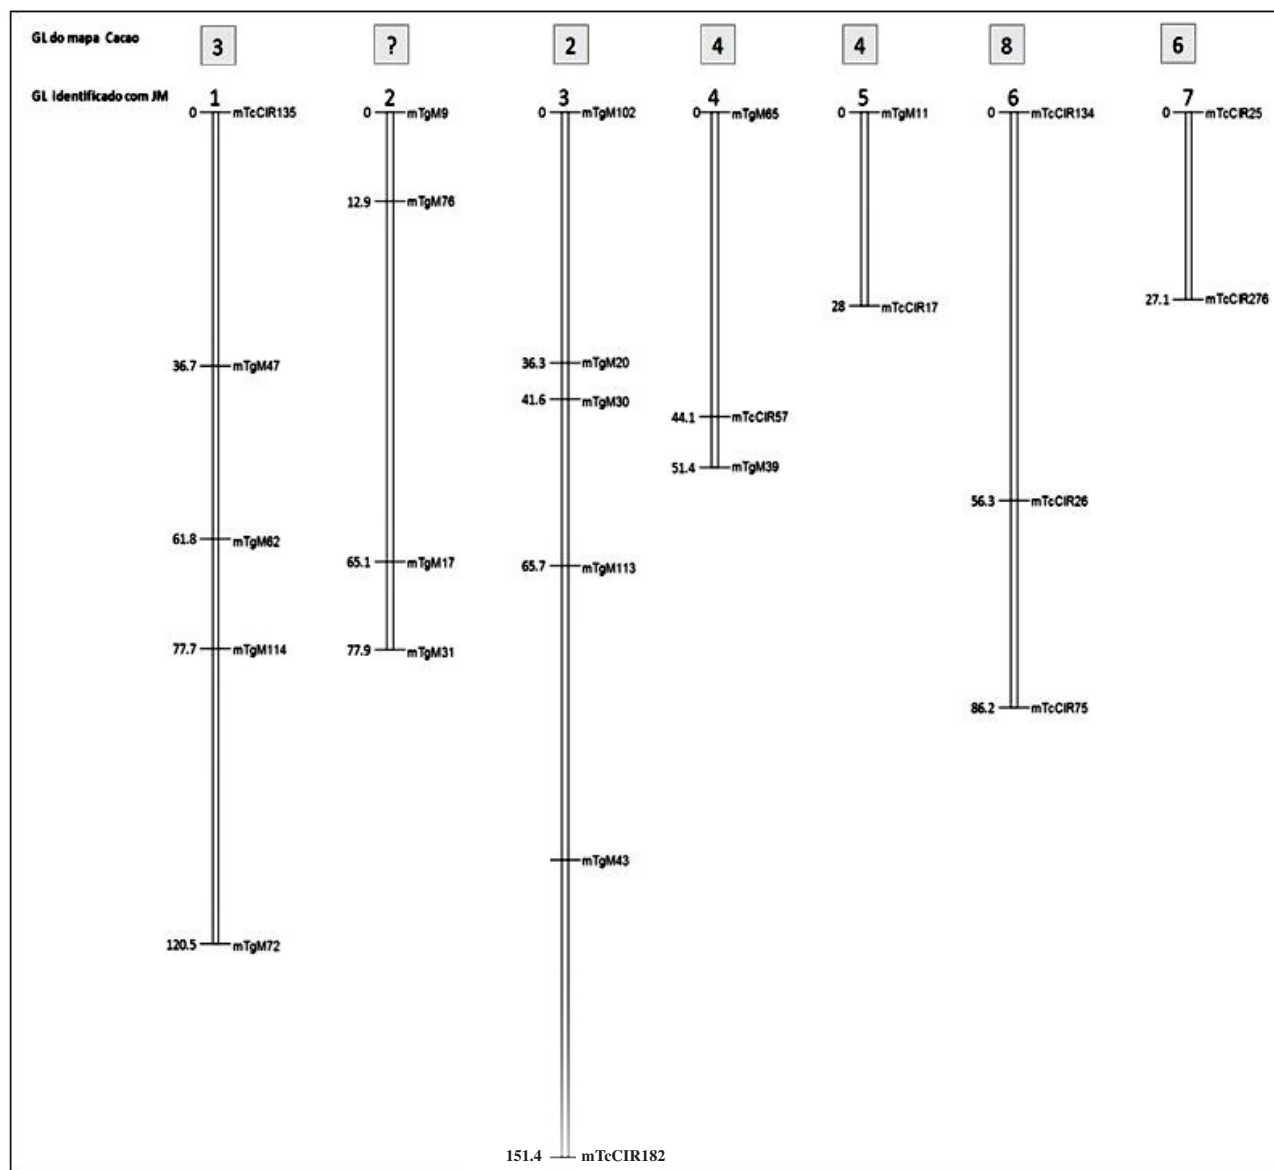 GL do mapa Cacao 3 ? 2 4 4 8 6
GL Identificado com JM 1 2 3 4 5 6 7
0 mTcCIR135 0 mTgM9 0 mTgM102 0 mTgM65 0 mTgM11 0 mTcCIR134 0 mTcCIR25
12.9 mTgM76
27.1 mTcCIR276
28 mTcCIR17
36.3 mTgM20
36.7 mTgM47
41.6 mTgM30
44.1 mTcCIR57
51.4 mTgM39
56.3 mTcCIR26
61.8 mTgM62
65.1 mTgM17
65.7 mTgM113
77.7 mTgM114
77.9 mTgM31
86.2 mTcCIR75
mTgM43
120.5 mTgM72
151.4 mTcCIR182